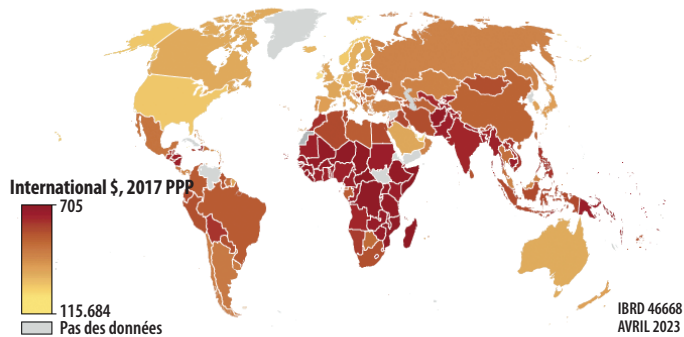 International $, 2017 PPP
705
115.684
Pas des données
IBRD 46668
AVRIL 2023